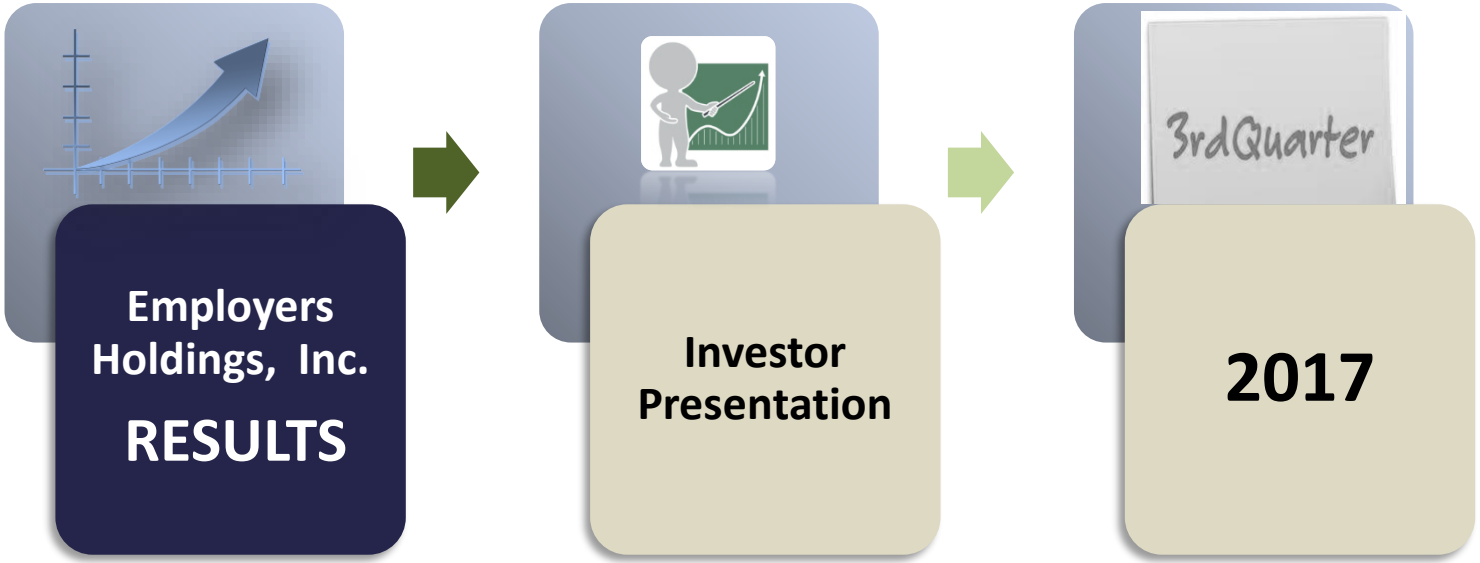 3rdQuarter
Employers
Holdings, Inc.
RESULTS
Investor
Presentation
2017